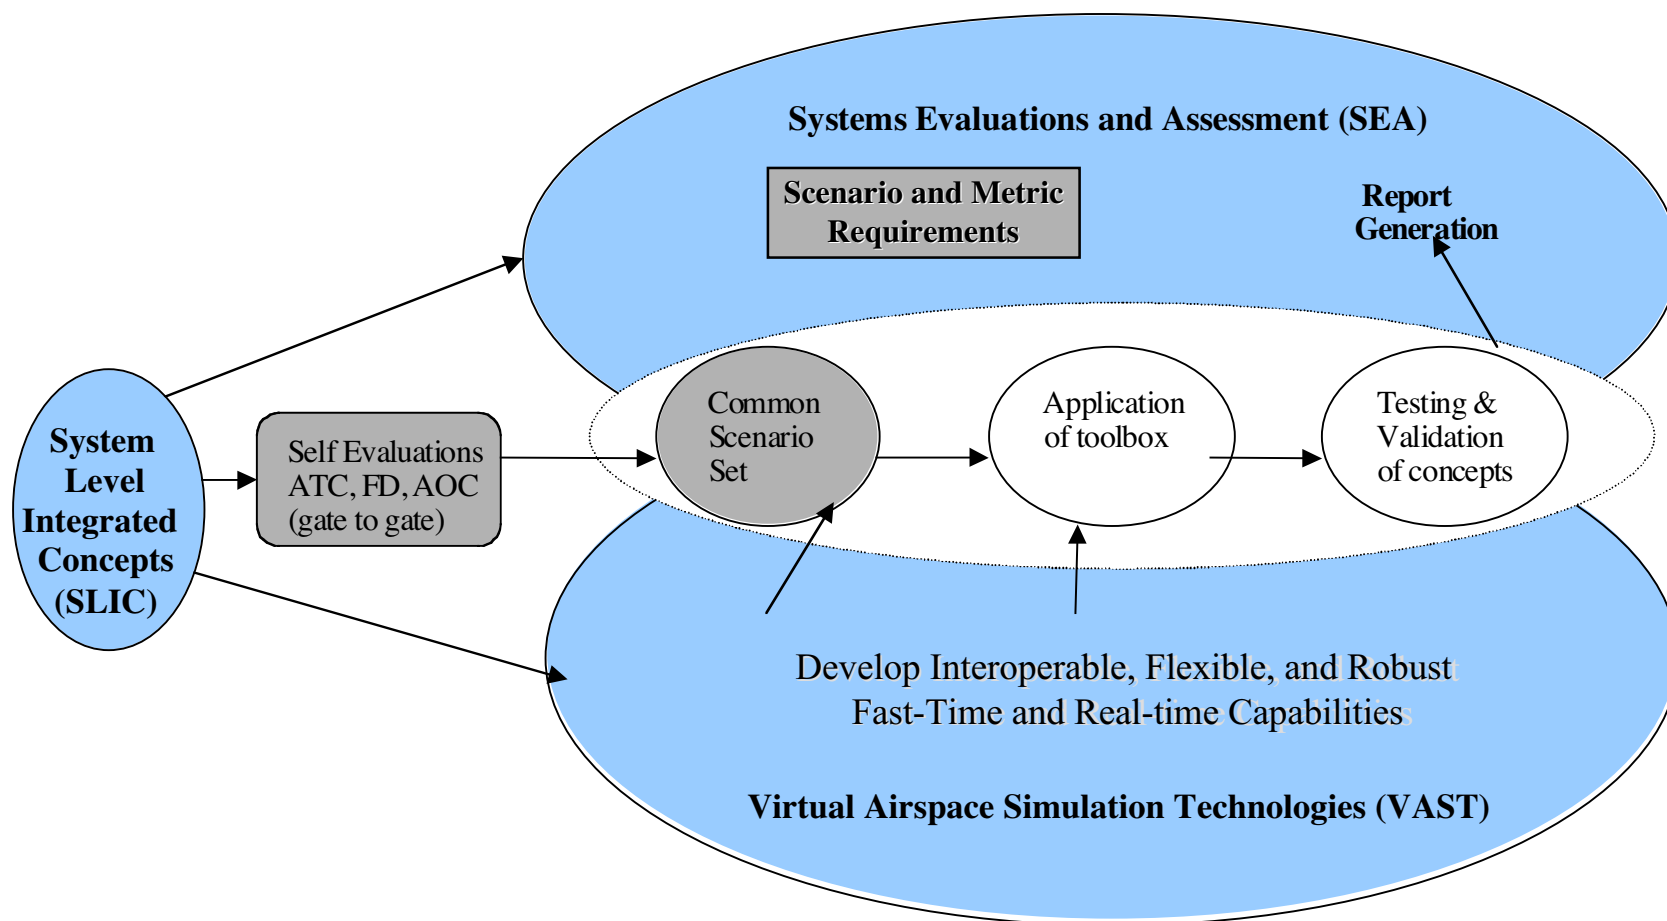 Systems Evaluations and Assessment (SEA)
Scenario and Metric
Requirements
Report
Generation
System
Level
Integrated
Concepts
(SLIC)
Self Evaluations
ATC, FD, AOC
(gate to gate)
Common
Scenario
Set
Application
of toolbox
Testing &
Validation
of concepts
Develop Interoperable, Flexible, and Robust
Fast-Time and Real-time Capabilities
Virtual Airspace Simulation Technologies (VAST)